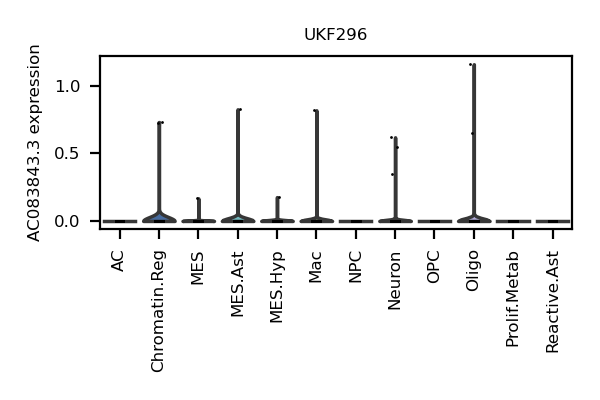 UKF296
AC083843.3 expression
1.0
0.5
0.0
AC
Chromatin.Reg
MES
MES.Ast
MES.Hyp
Mac
NPC
Neuron
OPC
Oligo
Prolif.Metab
Reactive.Ast